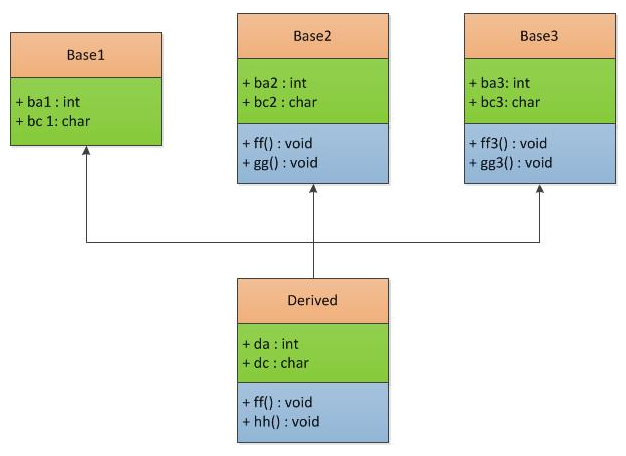 Base1
+ ba1 : int
+ bc 1: char
Base2
+ ba2 : int
+ bc2 : char
+ ff() : void
+ gg() : void
Base3
+ ba3: int
+ bc3: char
+ ff3() : void
+ gg3() : void
Derived
+ da : int
+ dc : char
+ ff() : void
+ hh() : void